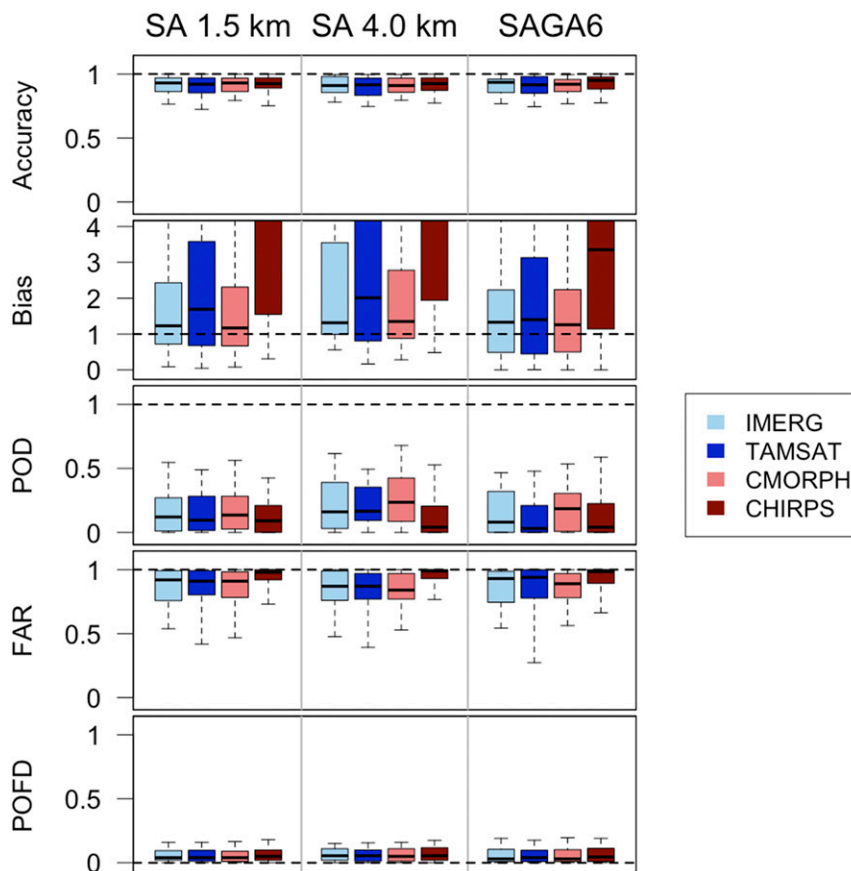 SA 1.5 km SA 4.0 km SAGA6
Accuracy
1
0.5
0
Bias
4
3
2
1
0
POD
1
0.5
0
FAR
1
0.5
0
POFD
1
0.5
0
IMERG
TAMSAT
CMORPH
CHIRPS